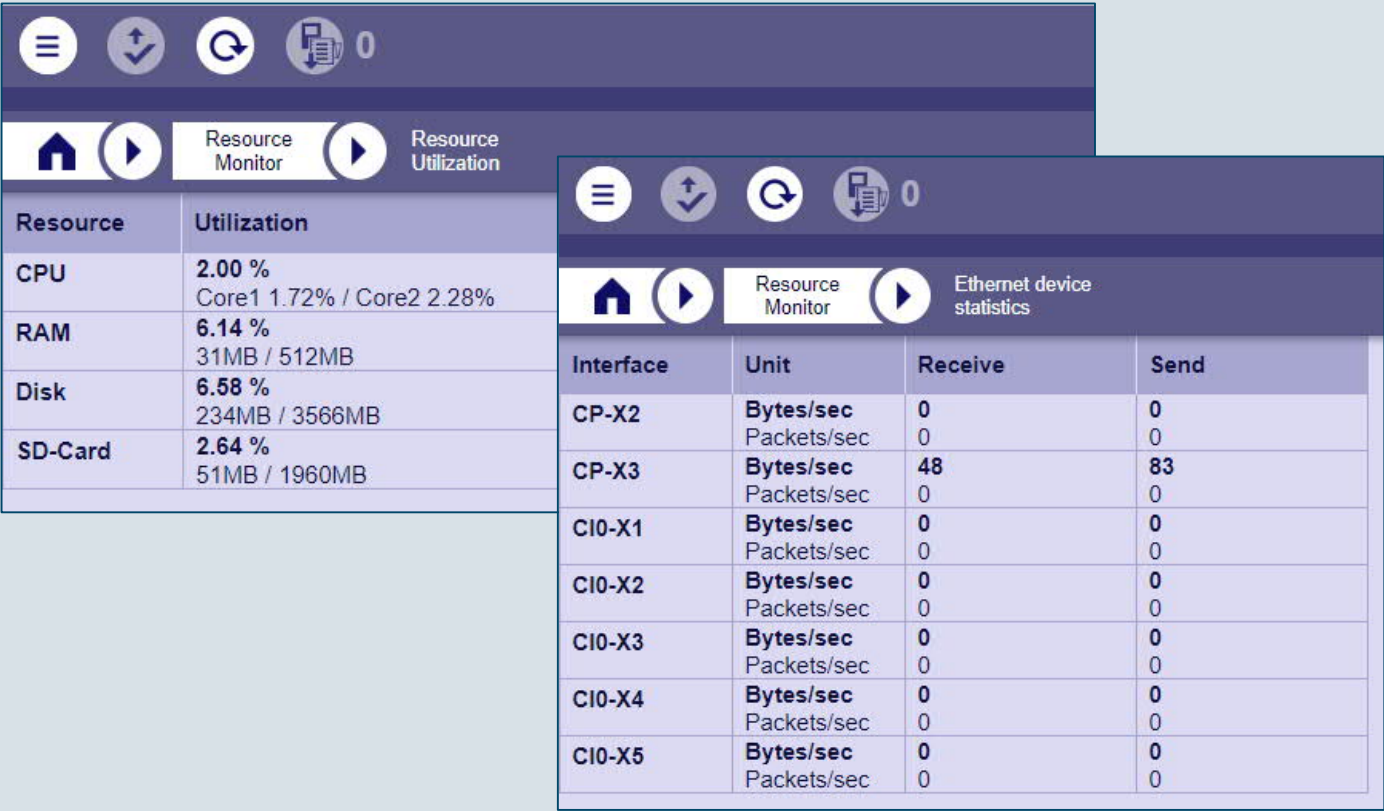 0
Resource
Monitor
Resource
Utilization
Resource Utilization
CPU 2.00 %
Core1 1.72% / Core2 2.28%
RAM 6.14 %
31MB / 512MB
Disk 6.58 %
234MB / 3566MB
SD-Card 2.64 %
51MB / 1960MB
0
Resource
Monitor
Ethernet device
statistics
Interface Unit Receive Send
CP-X2 Bytes/sec 0 0
Packets/sec 0 0
CP-X3 Bytes/sec 48 83
Packets/sec 0 0
CI0-X1 Bytes/sec 0 0
Packets/sec 0 0
CI0-X2 Bytes/sec 0 0
Packets/sec 0 0
CI0-X3 Bytes/sec 0 0
Packets/sec 0 0
CI0-X4 Bytes/sec 0 0
Packets/sec 0 0
CI0-X5 Bytes/sec 0 0
Packets/sec 0 0